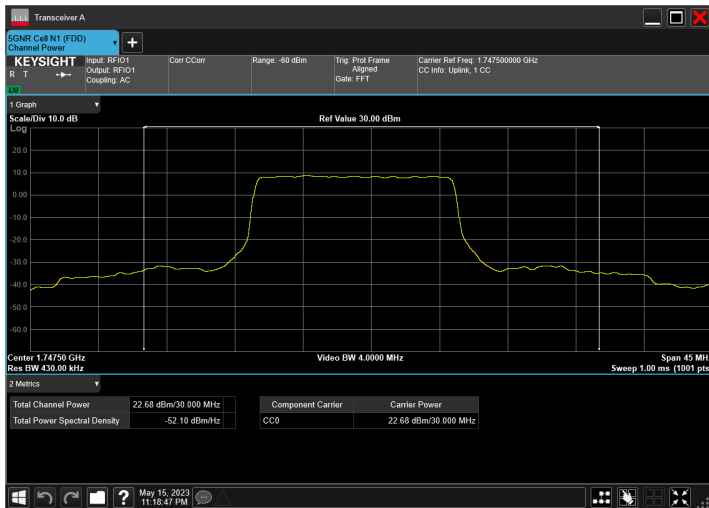 Transceiver A
5GNR Cell N1 (FDD)
Channel Power
KEYSIGHT
R T
LXI
Input: RFIO1
Output: RFIO1
Coupling: AC
Corr CCorr
Range: -60 dBm
Trig: Prot Frame
Aligned
Gate: FFT
Carrier Ref Freq: 1.747500000 GHz
CC Info: Uplink, 1 CC
1 Graph
Scale/Div 10.0 dB
Ref Value 30.00 dBm
Log
20.0
10.0
0.00
-10.0
-20.0
-30.0
-40.0
-50.0
-60.0
Center 1.74750 GHz
Video BW 4.0000 MHz
Span 45 MH
Res BW 430.00 kHz
Sweep 1.00 ms (1001 pts
2 Metrics
Total Channel Power 22.68 dBm/30.000 MHz
Total Power Spectral Density -52.10 dBm/Hz
Component Carrier Carrier Power
CC0 22.68 dBm/30.000 MHz
May 15, 2023
11:18:47 PM